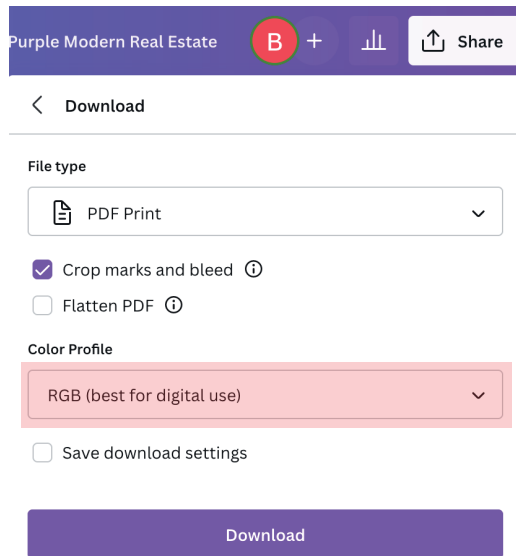 Purple Modern Real Estate B + Share
Download
File type
PDF Print
Crop marks and bleed
Flatten PDF
Color Profile
RGB (best for digital use)
Save download settings
Download